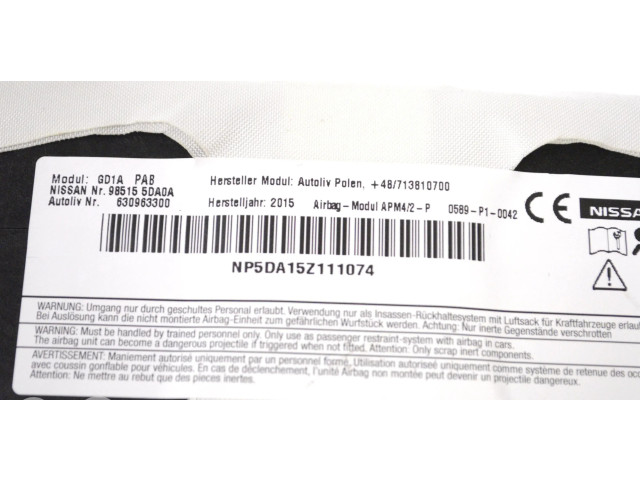 Modul: GD1A PAB
Hersteller Modul: Autoliv Polen, +48/713810700
NISSAN Nr. 98515 5DA0A
Autoliv Nr. 630963300
Herstelljahr: 2015 Airbag-Modul APM4/2-P 0589-P1-0042
CE
NISSA
NP5DA15Z111074
WARNUNG: Umgang nur durch geschultes Personal erlaubt. Verwendung nur als Insassen-Rückhaltesystem mit Luftsack für Kraftfahrzeuge erlau
Bei Auslösung kann die nicht montierte Airbag-Einheit zum gefährlichen Wurfstück werden. Achtung: Nur inerte Gegenstände verschrotten
WARNING: Must be handled by trained personnel only. Only use as passenger restraint-system with airbag in cars.
The airbag unit can become a dangerous projectile if triggered when not fitted. Attention: Only scrap inert components.
AVERTISSEMENT: Maniement autorisé uniquement par un personnel formé. Utilisation autorisée uniquement comme système de retenue des occ
avec coussin gonflable pour véhicules. En cas de déclenchement, l'unité Airbag non montée peut devenir un projectile dangereux.
Attention: Ne mettre au rebut que des pièces inertes.